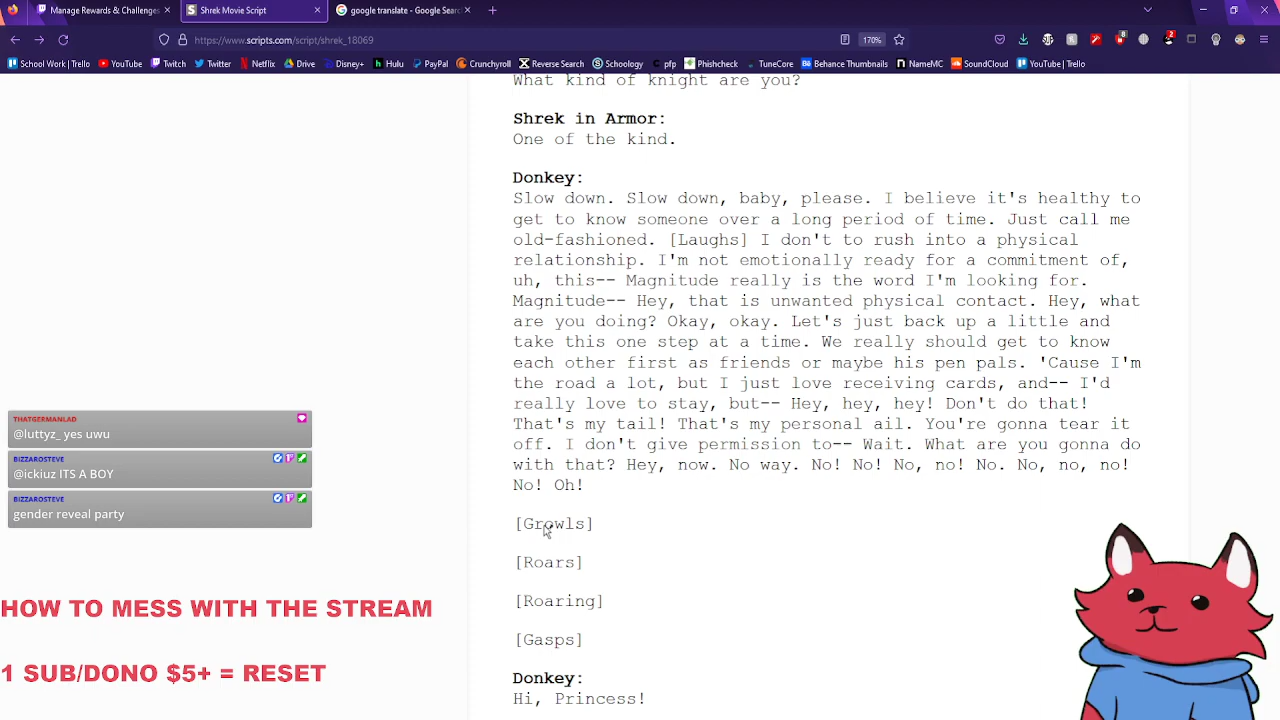 Manage Rewards & Challenges
Shrek Movie Script
google translate - Google Searc
https://www.scripts.com/script/shrek_18069
170%
School Work | Trello
YouTube
Twitch
Twitter
Netflix
Drive
Disney+
Hulu
PayPal
Crunchyroll
Reverse Search
Schoology
pfp
Phishcheck
TuneCore
Behance Thumbnails
NameMC
SoundCloud
YouTube | Trello
What kind of knight are you?
Shrek in Armor:
One of the kind.
Donkey:
Slow down. Slow down, baby, please. I believe it's healthy to
get to know someone over a long period of time. Just call me
old-fashioned. [Laughs] I don't to rush into a physical
relationship. I'm not emotionally ready for a commitment of,
uh, this-- Magnitude really is the word I'm looking for.
Magnitude-- Hey, that is unwanted physical contact. Hey, what
are you doing? Okay, okay. Let's just back up a little and
take this one step at a time. We really should get to know
each other first as friends or maybe his pen pals. 'Cause I'm
the road a lot, but I just love receiving cards, and-- I'd
really love to stay, but-- Hey, hey, hey! Don't do that!
That's my tail! That's my personal ail. You're gonna tear it
off. I don't give permission to-- Wait. What are you gonna do
with that? Hey, now. No way. No! No! No, no! No. No, no, no!
No! Oh!
[Growls]
[Roars]
[Roaring]
[Gasps]
Donkey:
Hi, Princess!
THATGERMANLAD
@luttyz_ yes uwu
BIZZAROSTEVE
@ickiuz ITS A BOY
BIZZAROSTEVE
gender reveal party
HOW TO MESS WITH THE STREAM
1 SUB/DONO $5+ = RESET